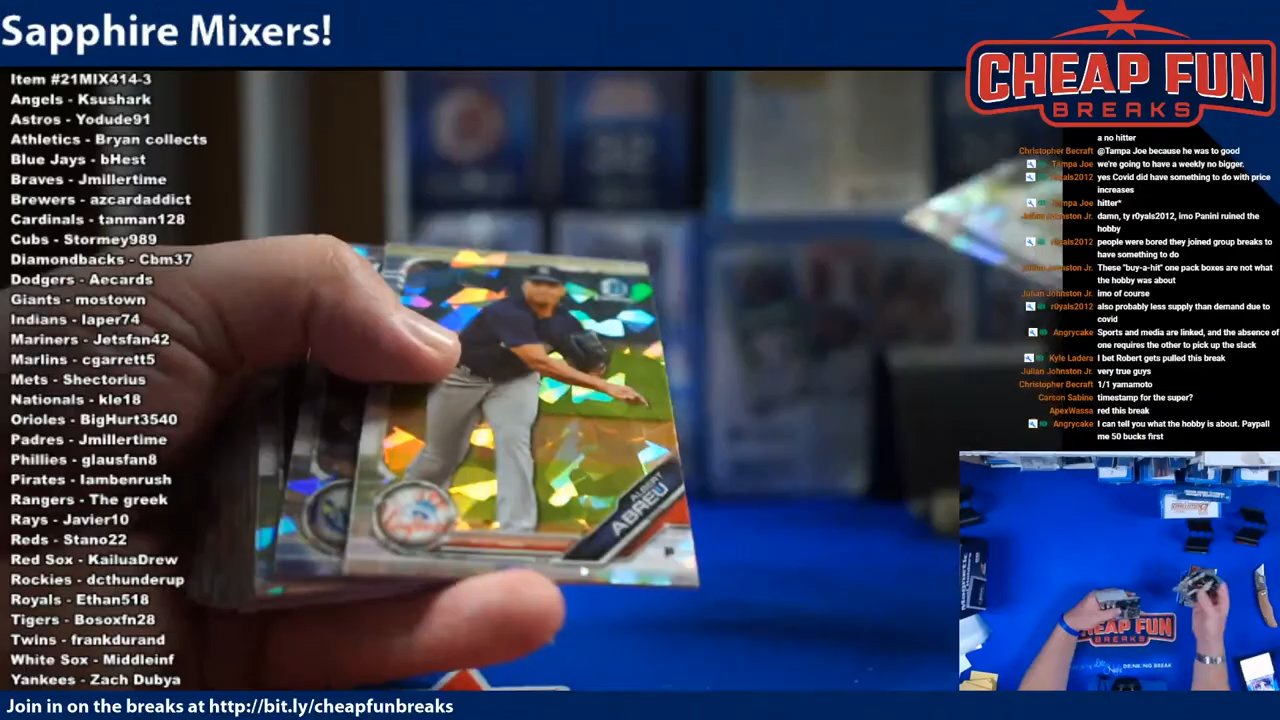 Sapphire Mixers!
Item #21MIX414-3
Angels - Ksushark
Astros - Yodude91
Athletics - Bryan collects
Blue Jays - bHest
Braves - Jmillertime
Brewers - azcardaddict
Cardinals - tanman128
Cubs - Stormey989
Diamondbacks - Cbm37
Dodgers - Aecards
Giants - mostown
Indians - laper74
Mariners - Jetsfan42
Marlins - cgarrett5
Mets - Shectorius
Nationals - kle18
Orioles - BigHurt3540
Padres - Jmillertime
Phillies - glausfan8
Pirates - Iambenrush
Rangers - The greek
Rays - Javier10
Reds - Stano22
Red Sox - KailuaDrew
Rockies - dcthunderup
Royals - Ethan518
Tigers - Bosoxfn28
Twins - frankdurand
White Sox - Middleinf
Yankees - Zach Dubya
Join in on the breaks at http://bit.ly/cheapfunbreaks
ALBERT
ABREU
CHEAP FUN
BREAKS
a no hitter
Christopher Becraft @Tampa Joe because he was to good
Tampa Joe we're going to have a weekly no bigger.
r0yals2012 yes Covid did have something to do with price
increases
Tampa Joe hitter*
Julian Johnston Jr. damn, ty r0yals2012, imo Panini ruined the
hobby
r0yals2012 people were bored they joined group breaks to
have something to do
Julian Johnston Jr. These "buy-a-hit" one pack boxes are not what
the hobby was about
Julian Johnston Jr. imo of course
r0yals2012 also probably less supply than demand due to
covid
Angrycake Sports and media are linked, and the absence of
one requires the other to pick up the slack
Kyle Ladera I bet Robert gets pulled this break
Julian Johnston Jr. very true guys
Christopher Becraft 1/1 yamamoto
Carson Sabine timestamp for the super?
ApexWassa red this break
Angrycake I can tell you what the hobby is about. Paypall
me 50 bucks first
CHEAP FUN
BREAKS
DRINKING BREAK